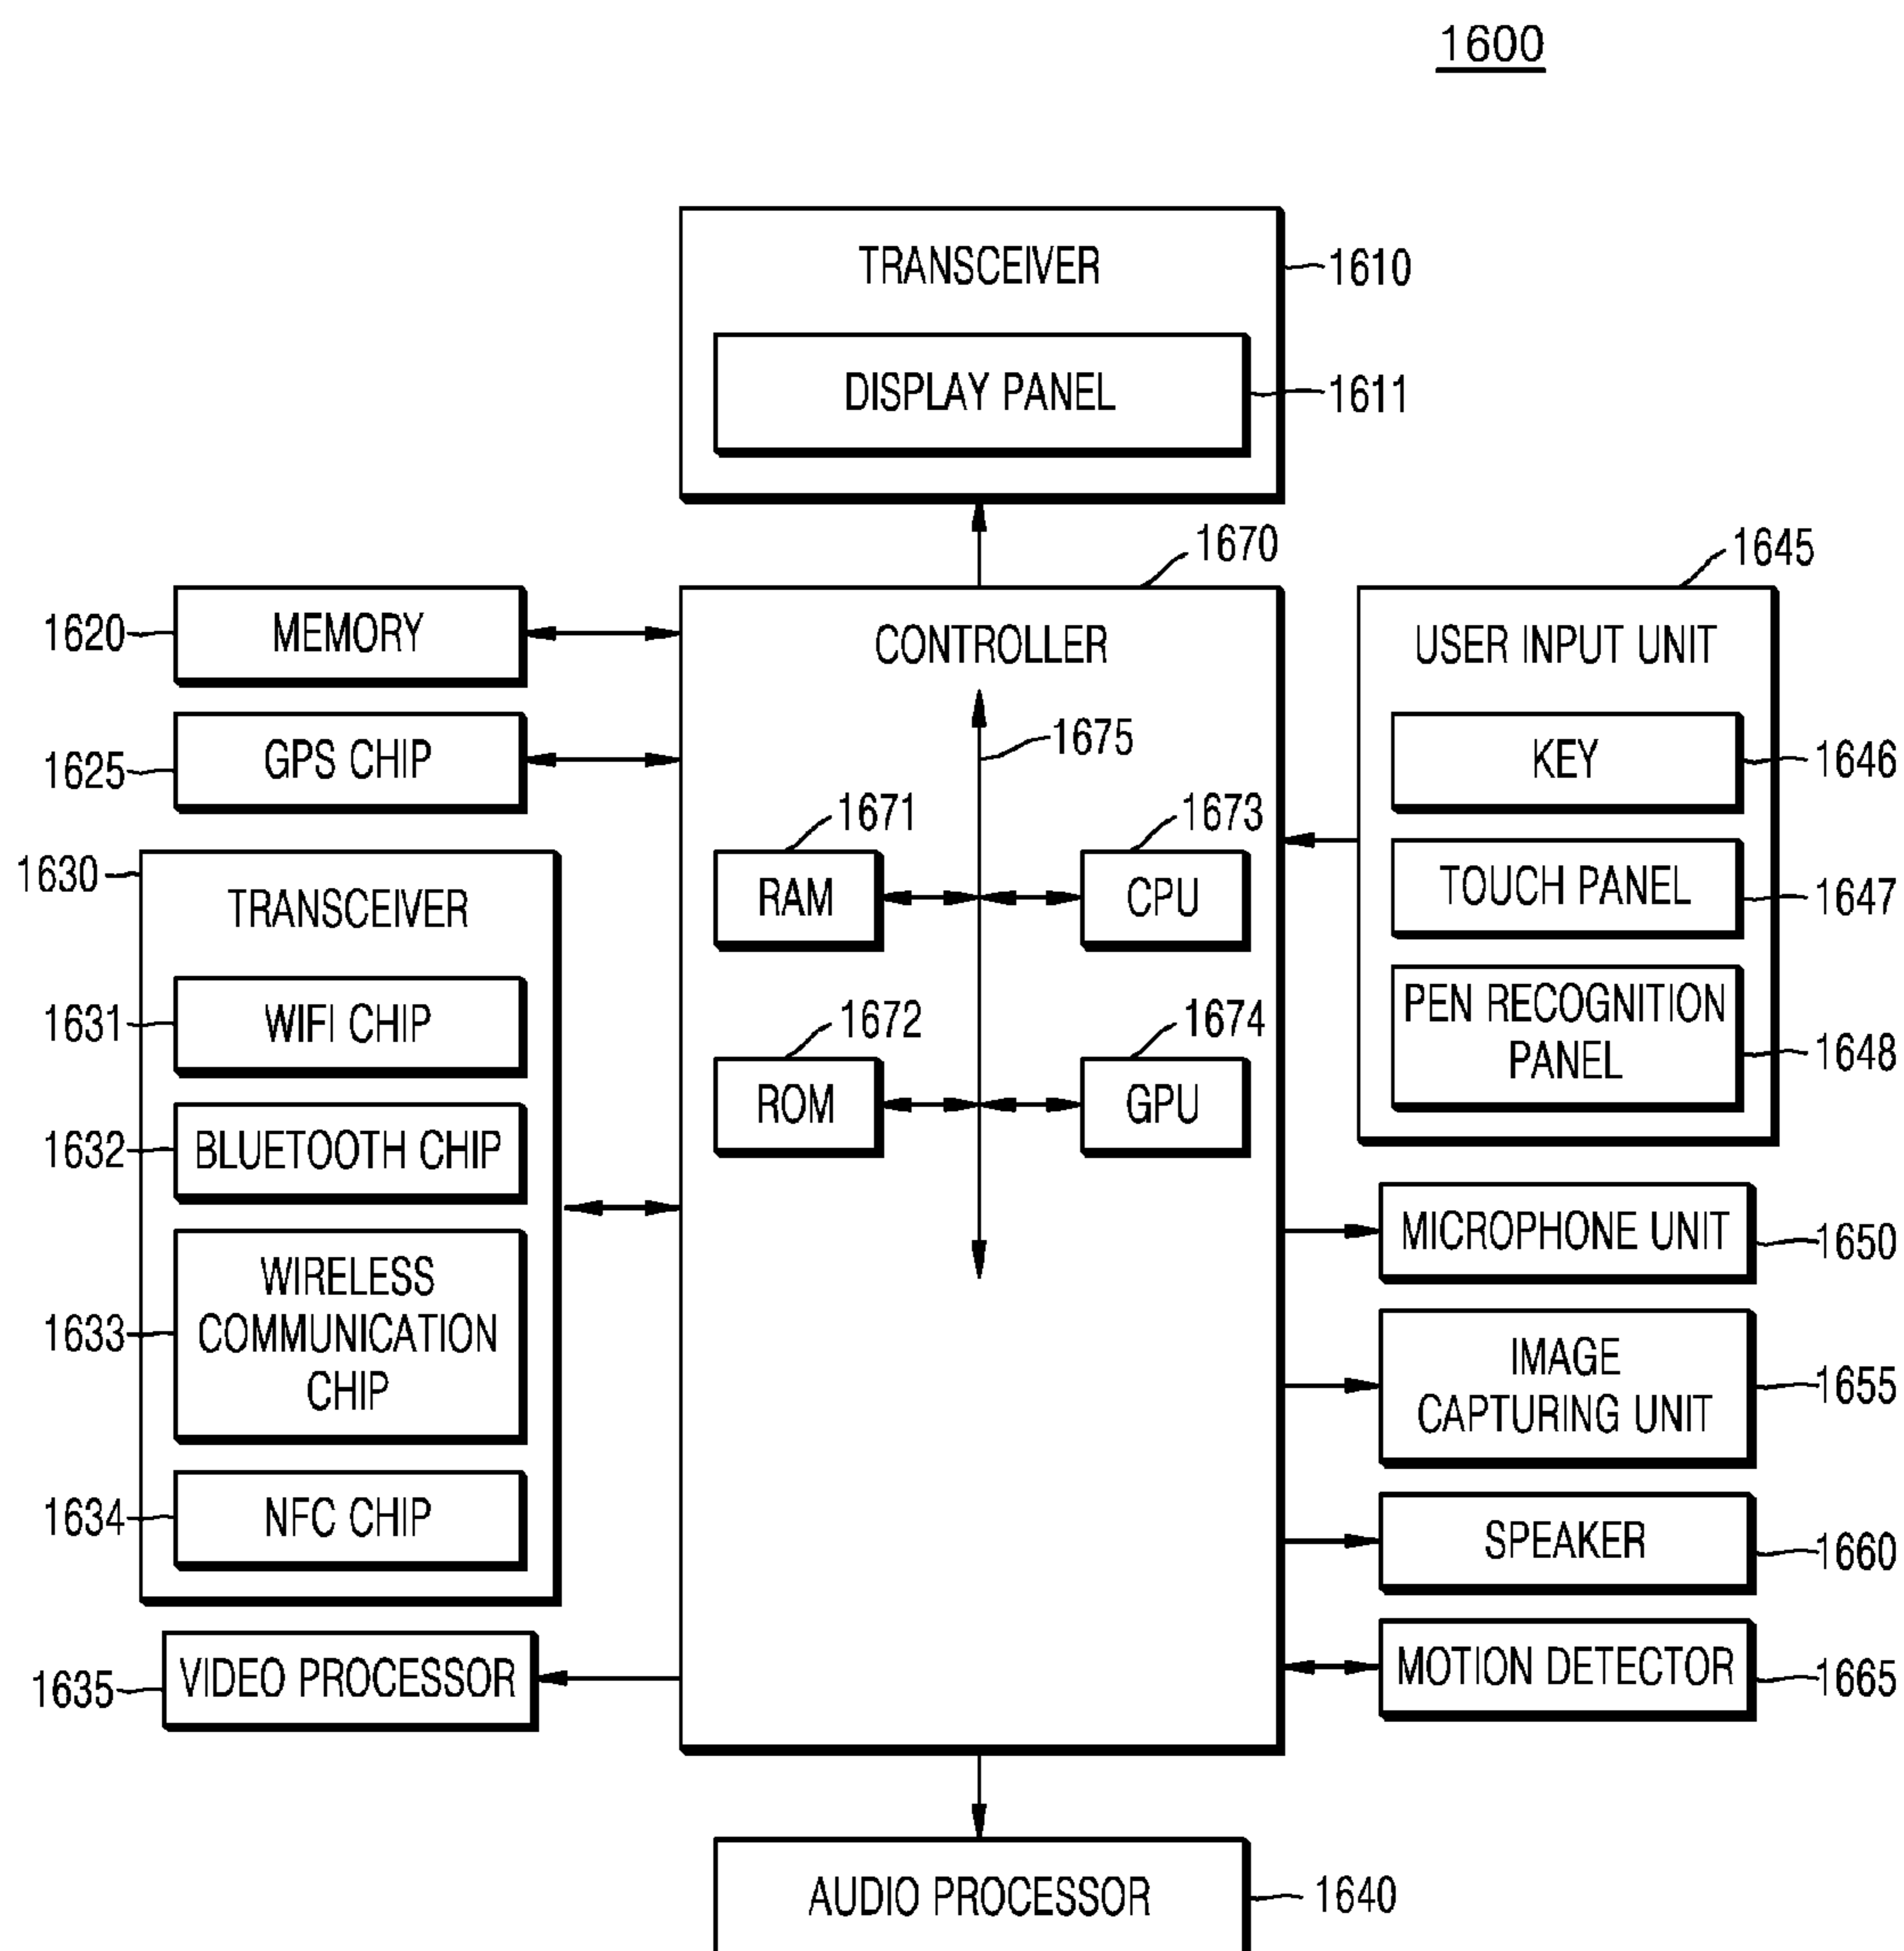 1600
TRANSCEIVER
1610
DISPLAY PANEL
1611
1670
1645
1620
MEMORY
CONTROLLER
USER INPUT UNIT
1625
GPS CHIP
1675
KEY
1646
1671
1673
1630
TRANSCEIVER
RAM
CPU
TOUCH PANEL
1647
1631
WIFI CHIP
1672
1674
PEN RECOGNITION
PANEL
1648
ROM
GPU
1632
BLUETOOTH CHIP
1633
WIRELESS
COMMUNICATION
CHIP
MICROPHONE UNIT
1650
IMAGE
CAPTURING UNIT
1655
1634
NFC CHIP
SPEAKER
1660
1635
VIDEO PROCESSOR
MOTION DETECTOR
1665
AUDIO PROCESSOR
1640